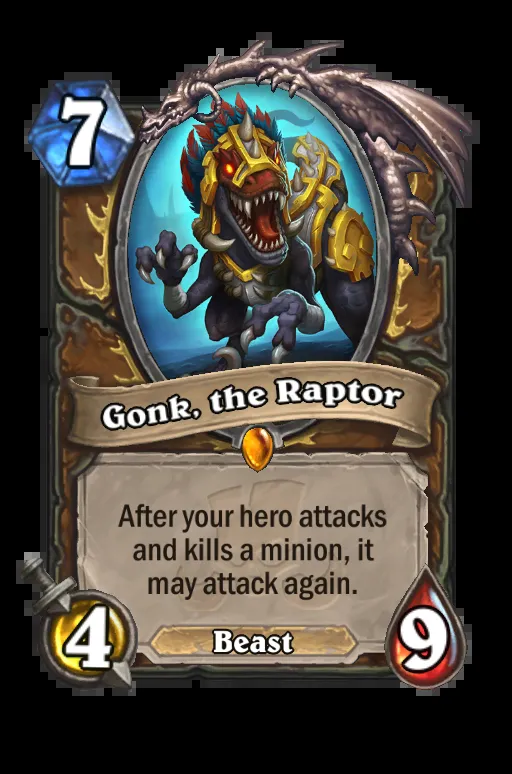 7
Gonk, the Raptor
After your hero attacks
and kills a minion, it
may attack again.
4
Beast
9